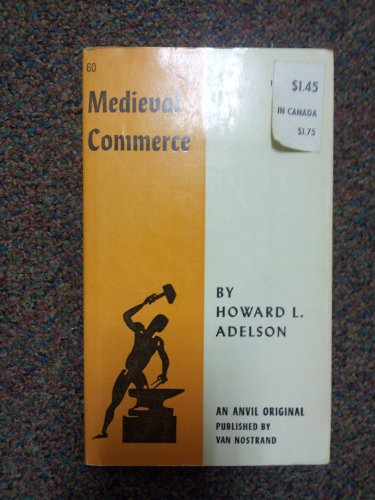 60
Medieval
Commerce
$1.45
IN CANADA
$1.75
BY
HOWARD L.
ADELSON
AN ANVIL ORIGINAL
PUBLISHED BY
VAN NOSTRAND